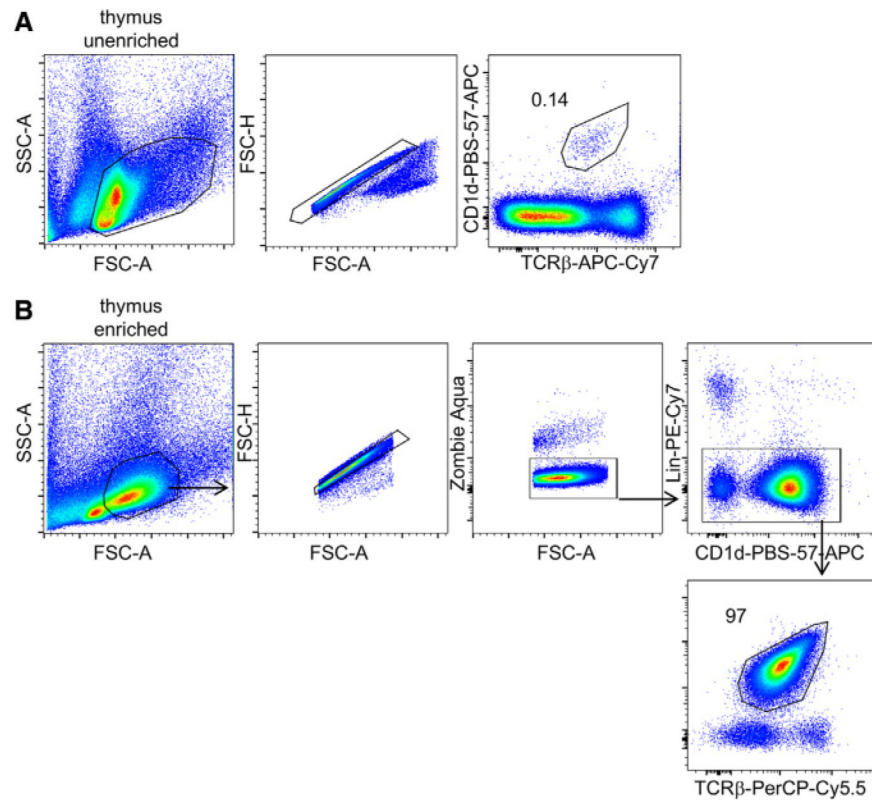 A
thymus
unenriched
SSC-A
FSC-A
FSC-H
FSC-A
CD1d-PBS-57-APC
0.14
TCRβ-APC-Cy7
B
thymus
enriched
SSC-A
FSC-A
FSC-H
FSC-A
Zombie Aqua
FSC-A
Lin-PE-Cy7
CD1d-PBS-57-APC
97
TCRβ-PerCP-Cy5.5